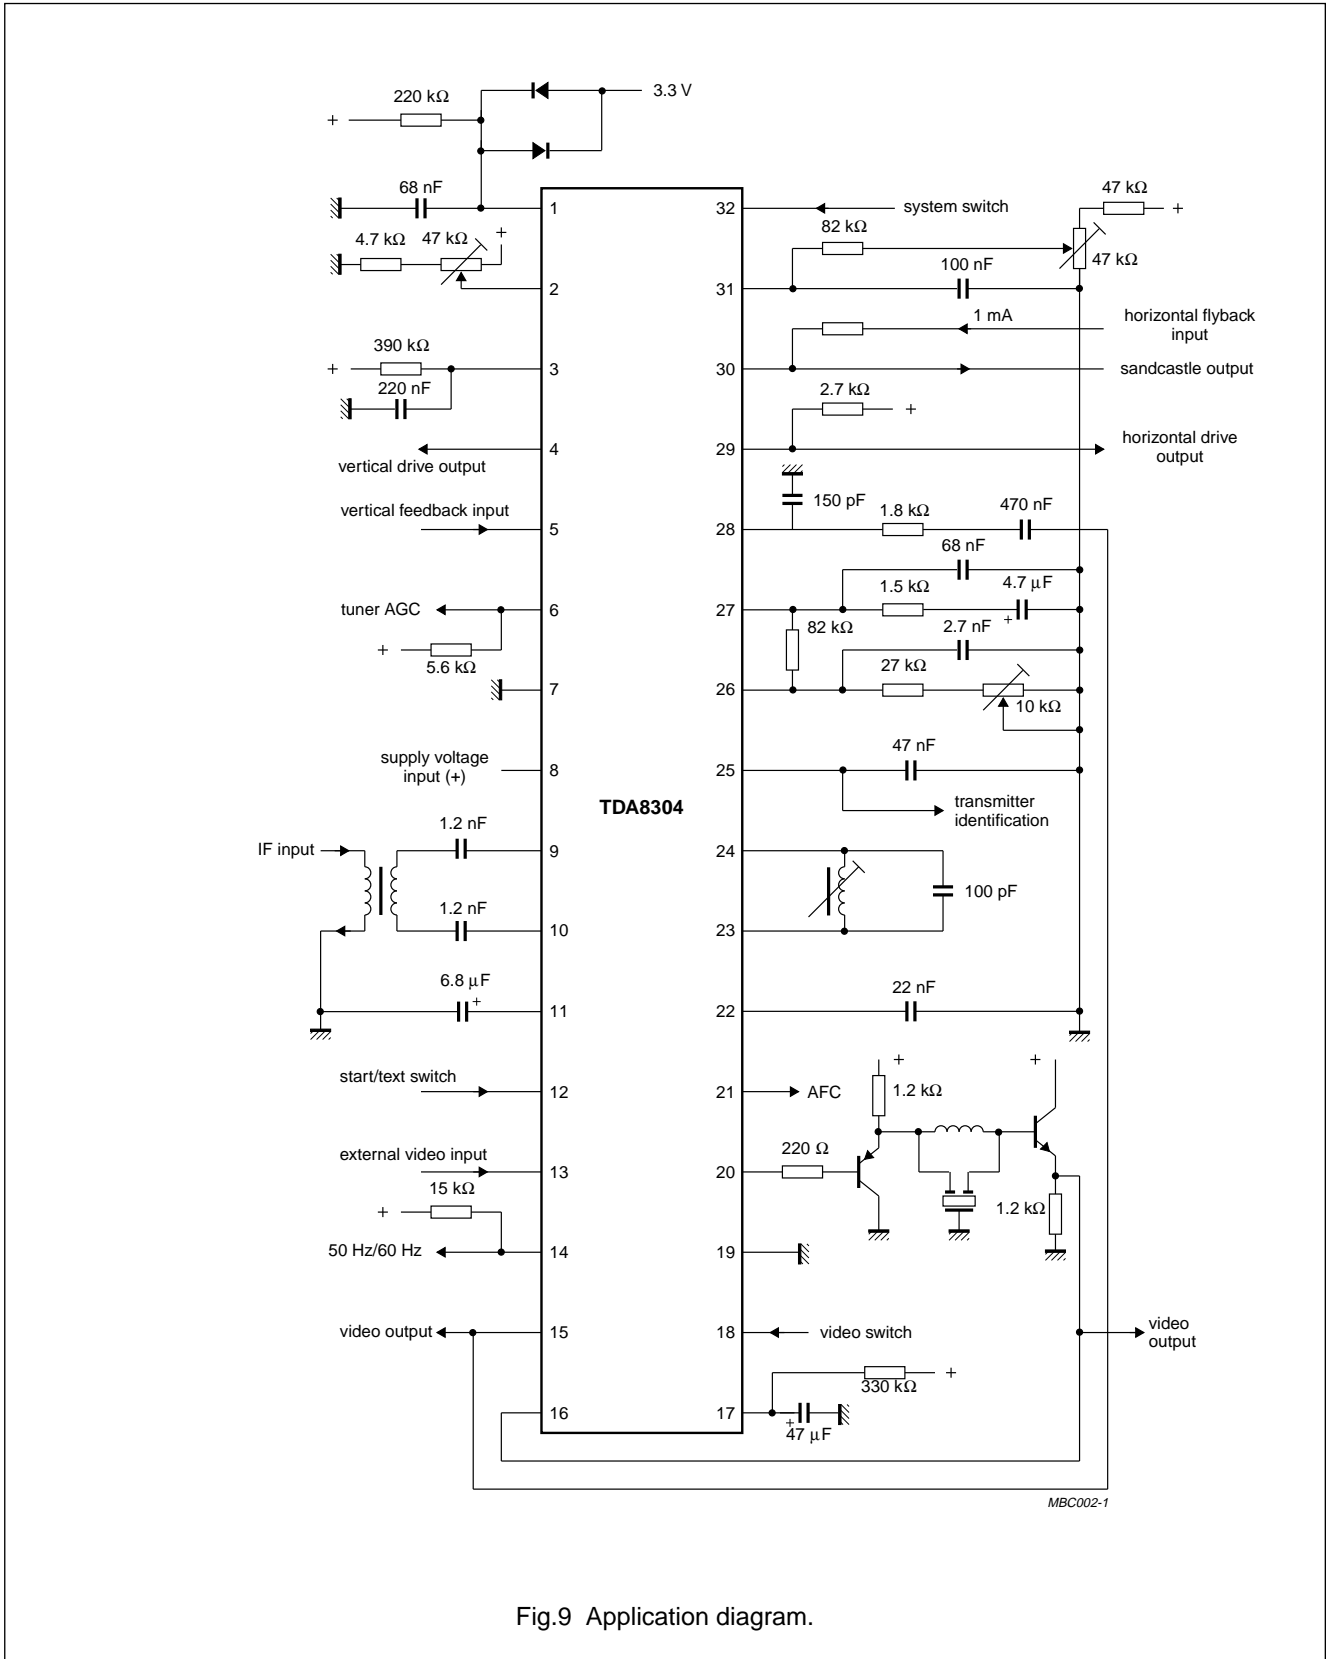 220 kΩ
3.3 V
+
68 nF
1
4.7 kΩ
47 kΩ
+
2
390 kΩ
+
3
220 nF
4
vertical drive output
vertical feedback input
5
tuner AGC
6
+
5.6 kΩ
7
supply voltage
input (+)
8
TDA8304
1.2 nF
IF input
9
1.2 nF
10
6.8 μF
+
11
start/text switch
12
external video input
13
15 kΩ
+
50 Hz/60 Hz
14
video output
15
16
32
system switch
47 kΩ
+
82 kΩ
47 kΩ
100 nF
31
1 mA
horizontal flyback
input
30
sandcastle output
2.7 kΩ
+
29
horizontal drive
output
150 pF
1.8 kΩ
470 nF
28
68 nF
1.5 kΩ
4.7 μF
27
+
82 kΩ
2.7 nF
27 kΩ
26
10 kΩ
47 nF
25
transmitter
identification
24
100 pF
23
22 nF
22
+
+
21
AFC
1.2 kΩ
220 Ω
20
1.2 kΩ
19
18
video switch
video
output
330 kΩ
+
17
+
47 μF
MBC002-1
Fig.9 Application diagram.